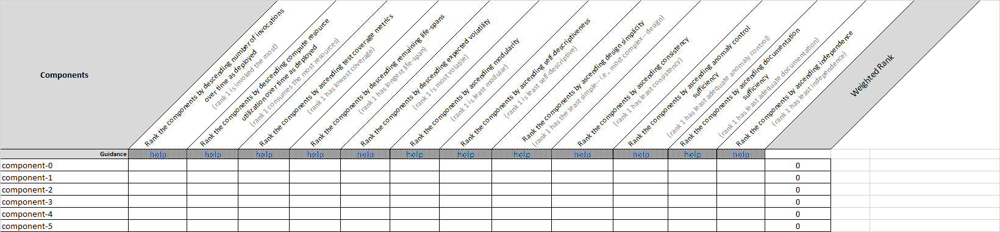 Components
Rank the components by descending number of invocations
over time as deployed
(rank 1 is invoked the most)
Rank the components by descending compute resource
utilization over time as deployed
(rank 1 consumes the most resources)
Rank the components by ascending test coverage metrics
(rank 1 has lowest coverage)
Rank the components by descending remaining life-spans
(rank 1 has longest life-span)
Rank the components by descending expected volatility
(rank 1 is most volatile)
Rank the components by ascending modularity
(rank 1 is least modular)
Rank the components by ascending self-descriptiveness
(rank 1 is least self-descriptive)
Rank the components by ascending design simplicity
(rank 1 has the least simple--i.e., most complex--design)
Rank the components by ascending consistency
(rank 1 has least consistency)
Rank the components by ascending anomaly control
sufficiency
(rank 1 has least adequate anomaly control)
Rank the components by ascending documentation
sufficiency
(rank 1 has least adequate documentation)
Rank the components by ascending independence
(rank 1 has least independence)
Weighted Rank
Guidance help help help help help help help help help help help help
component-0 0
component-1 0
component-2 0
component-3 0
component-4 0
component-5 0